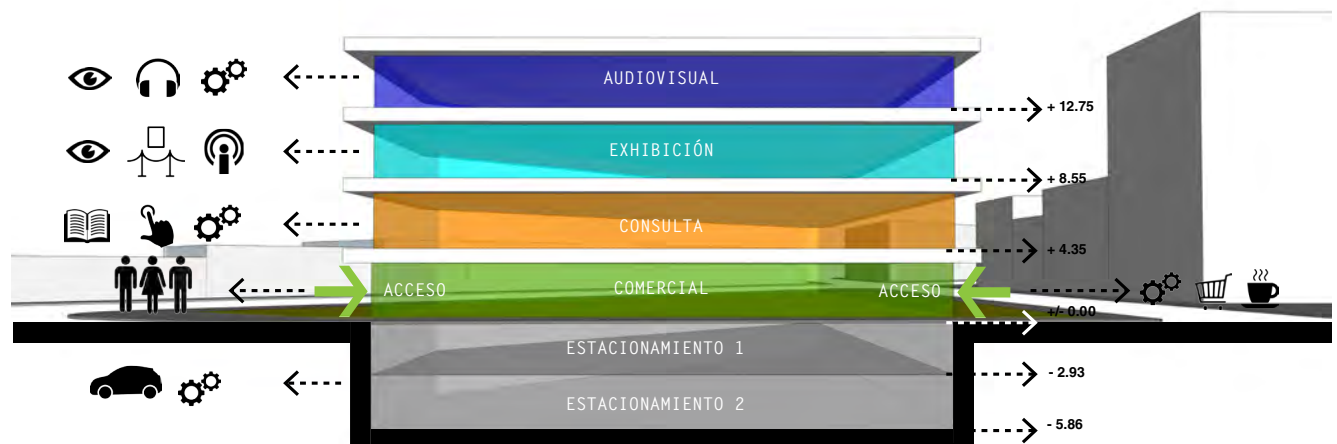 AUDIOVISUAL
+ 12.75
EXHIBICIÓN
+ 8.55
CONSULTA
+ 4.35
ACCESO
COMERCIAL
ACCESO
+/- 0.00
ESTACIONAMIENTO 1
- 2.93
ESTACIONAMIENTO 2
- 5.86